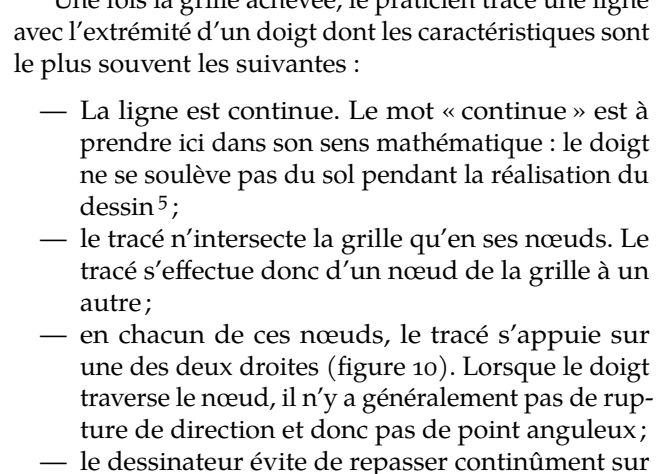 Une fois la grille achevée, le praticien trace une ligne
avec l’extrémité d’un doigt dont les caractéristiques sont
le plus souvent les suivantes :
— La ligne est continue. Le mot « continue » est à
prendre ici dans son sens mathématique : le doigt
ne se soulève pas du sol pendant la réalisation du
dessin 5 ;
— le tracé n’intersecte la grille qu’en ses nœuds. Le
tracé s’effectue donc d’un nœud de la grille à un
autre ;
— en chacun de ces nœuds, le tracé s’appuie sur
une des deux droites (figure 10). Lorsque le doigt
traverse le nœud, il n’y a généralement pas de rup-
ture de direction et donc pas de point anguleux ;
— le dessinateur évite de repasser continûment sur